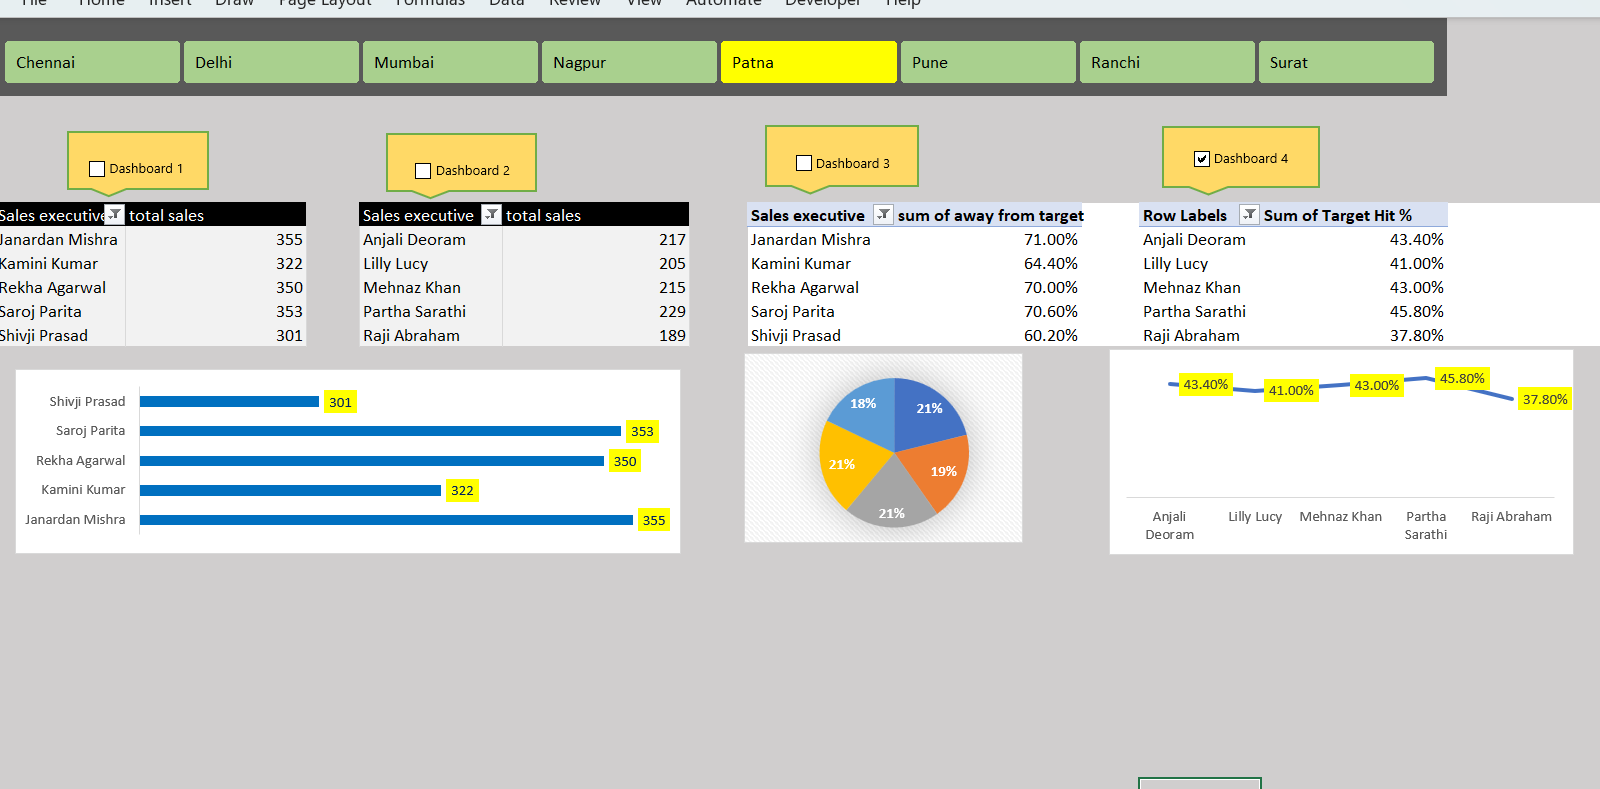 File Home Insert Draw Page Layout Formulas Data Review View Automate Developer Help
Chennai Delhi Mumbai Nagpur Patna Pune Ranchi Surat
Dashboard 1 Dashboard 2 Dashboard 3 Dashboard 4
Sales executive total sales
Janardan Mishra 355
Kamini Kumar 322
Rekha Agarwal 350
Saroj Parita 353
Shivji Prasad 301
Sales executive total sales
Anjali Deoram 217
Lilly Lucy 205
Mehnaz Khan 215
Partha Sarathi 229
Raji Abraham 189
Sales executive sum of away from target
Janardan Mishra 71.00%
Kamini Kumar 64.40%
Rekha Agarwal 70.00%
Saroj Parita 70.60%
Shivji Prasad 60.20%
Row Labels Sum of Target Hit %
Anjali Deoram 43.40%
Lilly Lucy 41.00%
Mehnaz Khan 43.00%
Partha Sarathi 45.80%
Raji Abraham 37.80%
Shivji Prasad 301
Saroj Parita 353
Rekha Agarwal 350
Kamini Kumar 322
Janardan Mishra 355
18% 21%
21% 19%
21%
43.40% 41.00% 43.00% 45.80% 37.80%
Anjali Deoram Lilly Lucy Mehnaz Khan Partha Sarathi Raji Abraham